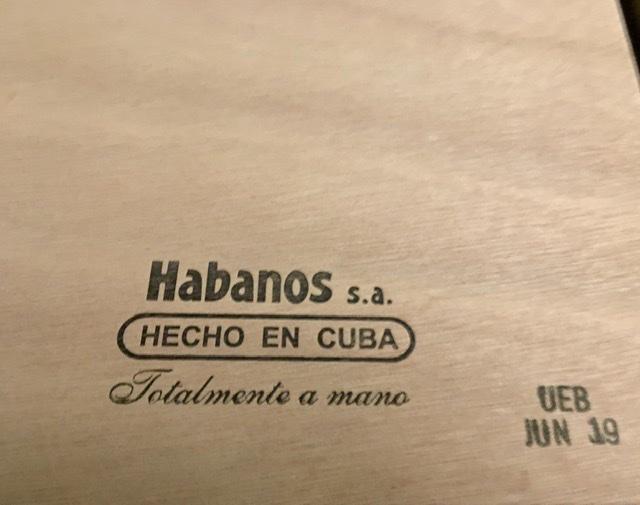 Habanos s.a.
HECHO EN CUBA
Totalmente a mano
UEB
JUN 19